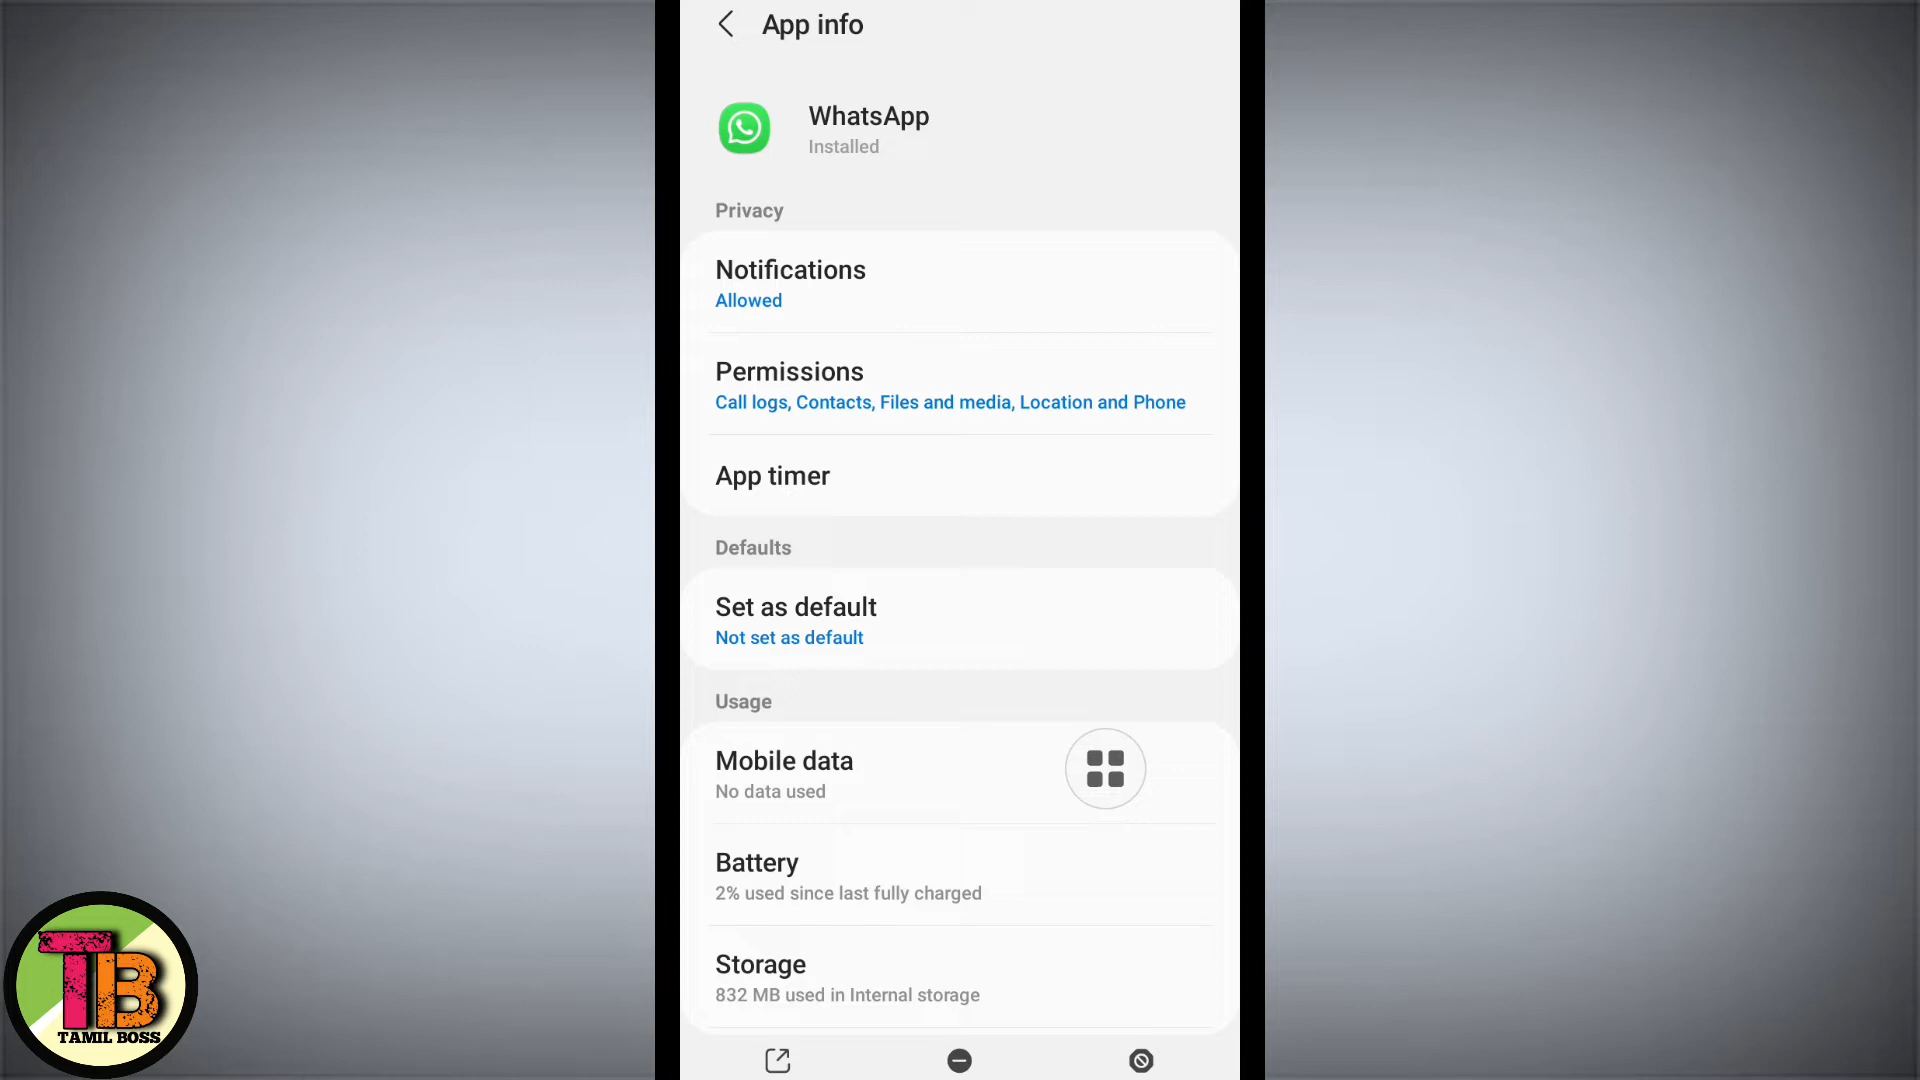 App info
WhatsApp
Installed
Privacy
Notifications
Allowed
Permissions
Call logs, Contacts, Files and media, Location and Phone
App timer
Defaults
Set as default
Not set as default
Usage
Mobile data
No data used
Battery
2% used since last fully charged
Storage
832 MB used in Internal storage
TB
TAMIL BOSS